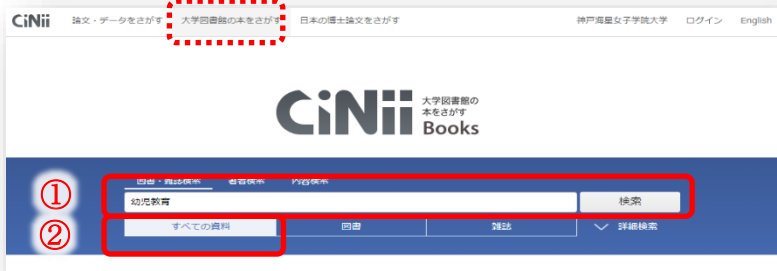 CiNii 論文・データをさがす 大学図書館の本をさがす 日本の博士論文をさがす 神戸海星女子学院大学 ログイン English
CiNii 大学図書館の
本をさがす
Books
図書・雑誌検索 著者検索 内容検索
① 幼児教育 検索
② すべての資料 図書 雑誌 詳細検索